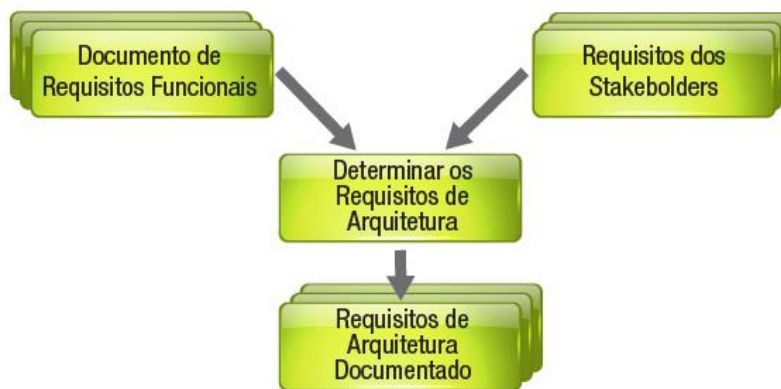 Documento de
Requisitos Funcionais
Requisitos dos
Stakebolders
Determinar os
Requisitos de
Arquitetura
Requisitos de
Arquitetura
Documentado